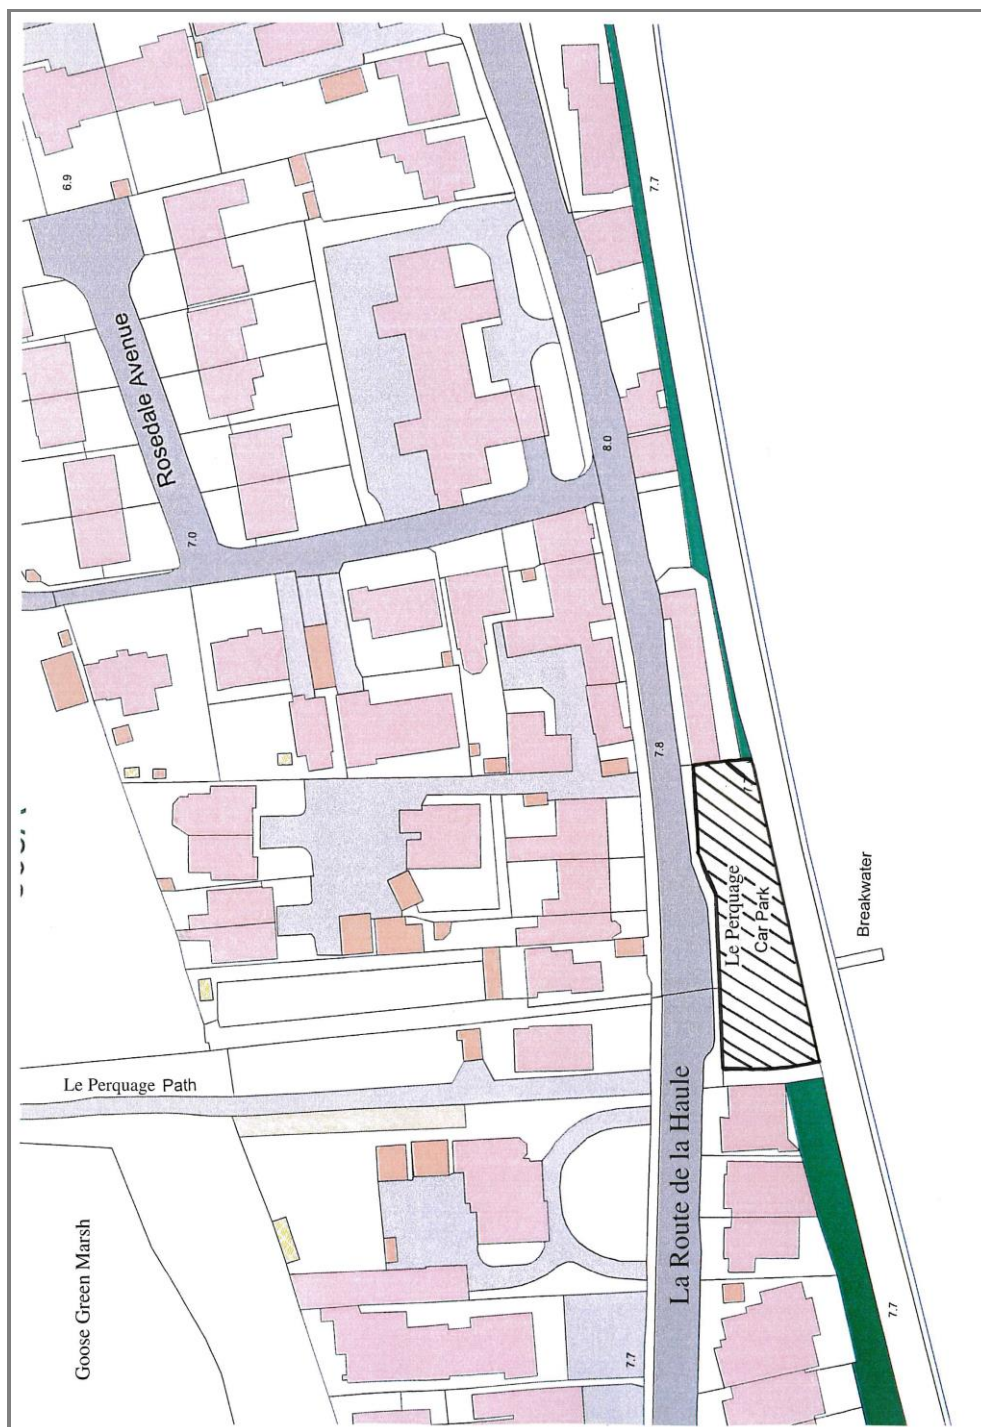 6.9
7.7
Rosedale Avenue
8.0
7.0
7.8
Le Perquage
Car Park
Breakwater
Le Perquage Path
La Route de la Haule
Goose Green Marsh
7.7
7.7